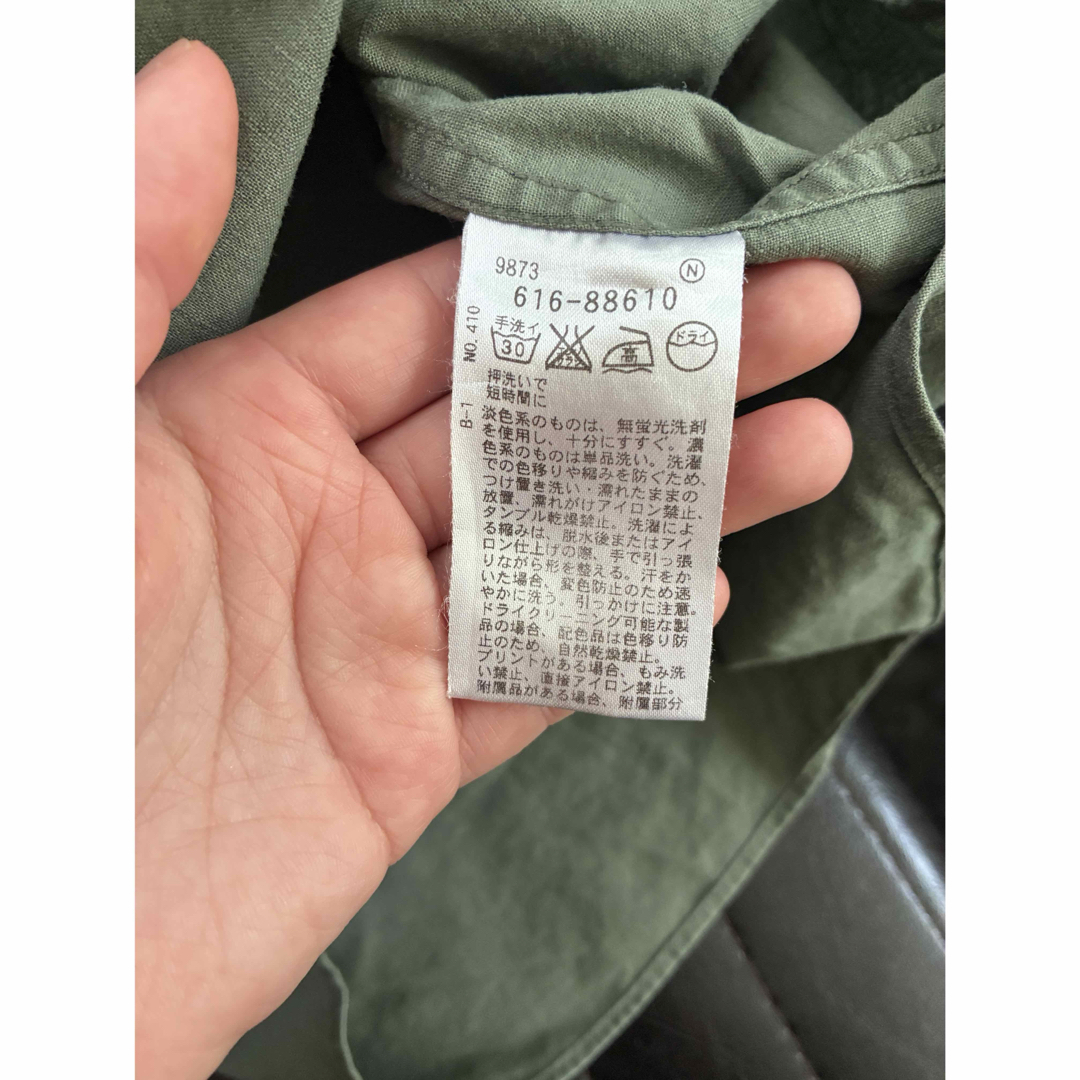 9873 Ⓝ
616-88610
NO. 410
B-1
手洗イ
30
高
ドライ
押洗いで
短時間に
淡色系のものは、無蛍光洗剤
を使用し、十分にすすぐ。濃
色系のものは単品洗い。洗濯
での色移りや縮みを防ぐため、
つけ置き洗い・濡れたままの
放置、濡れがけアイロン禁止、
タンブル乾燥禁止。洗濯によ
る縮みは、脱水後またはアイ
ロン仕上げの際、手で引っ張
りながら形を整える。汗をか
いた場合、変色防止のため速
やかに洗う。引っかけに注意。
ドライクリーニング可能な製
品の場合、配色品は色移り防
止のため、自然乾燥禁止。
プリントがある場合、もみ洗
い禁止、直接アイロン禁止。
附属品がある場合、附属部分